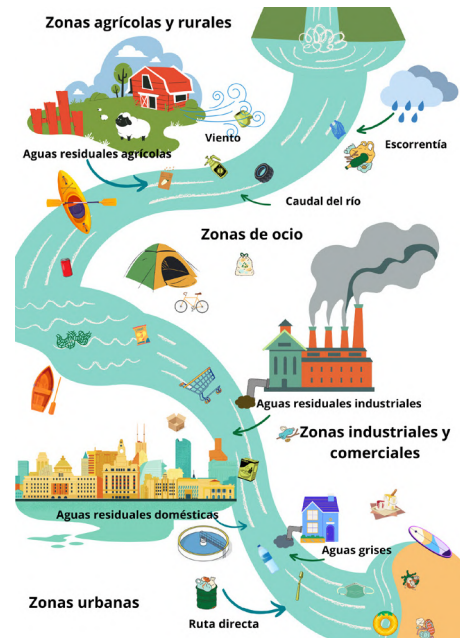 Zonas agrícolas y rurales
Viento
Escorrentía
Aguas residuales agrícolas
Caudal del río
Zonas de ocio
Aguas residuales industriales
Zonas industriales y
comerciales
Aguas residuales domésticas
Aguas grises
Zonas urbanas
Ruta directa